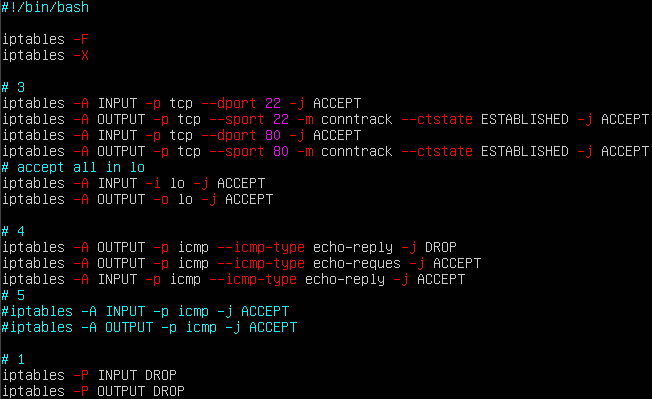 #!/bin/bash
iptables -F
iptables -X
# 3
iptables -A INPUT -p tcp --dport 22 -j ACCEPT
iptables -A OUTPUT -p tcp --sport 22 -m conntrack --ctstate ESTABLISHED -j ACCEPT
iptables -A INPUT -p tcp --dport 80 -j ACCEPT
iptables -A OUTPUT -p tcp --sport 80 -m conntrack --ctstate ESTABLISHED -j ACCEPT
# accept all in lo
iptables -A INPUT -i lo -j ACCEPT
iptables -A OUTPUT -o lo -j ACCEPT
# 4
iptables -A OUTPUT -p icmp --icmp-type echo-reply -j DROP
iptables -A OUTPUT -p icmp --icmp-type echo-reques -j ACCEPT
iptables -A INPUT -p icmp --icmp-type echo-reply -j ACCEPT
# 5
#iptables -A INPUT -p icmp -j ACCEPT
#iptables -A OUTPUT -p icmp -j ACCEPT
# 1
iptables -P INPUT DROP
iptables -P OUTPUT DROP